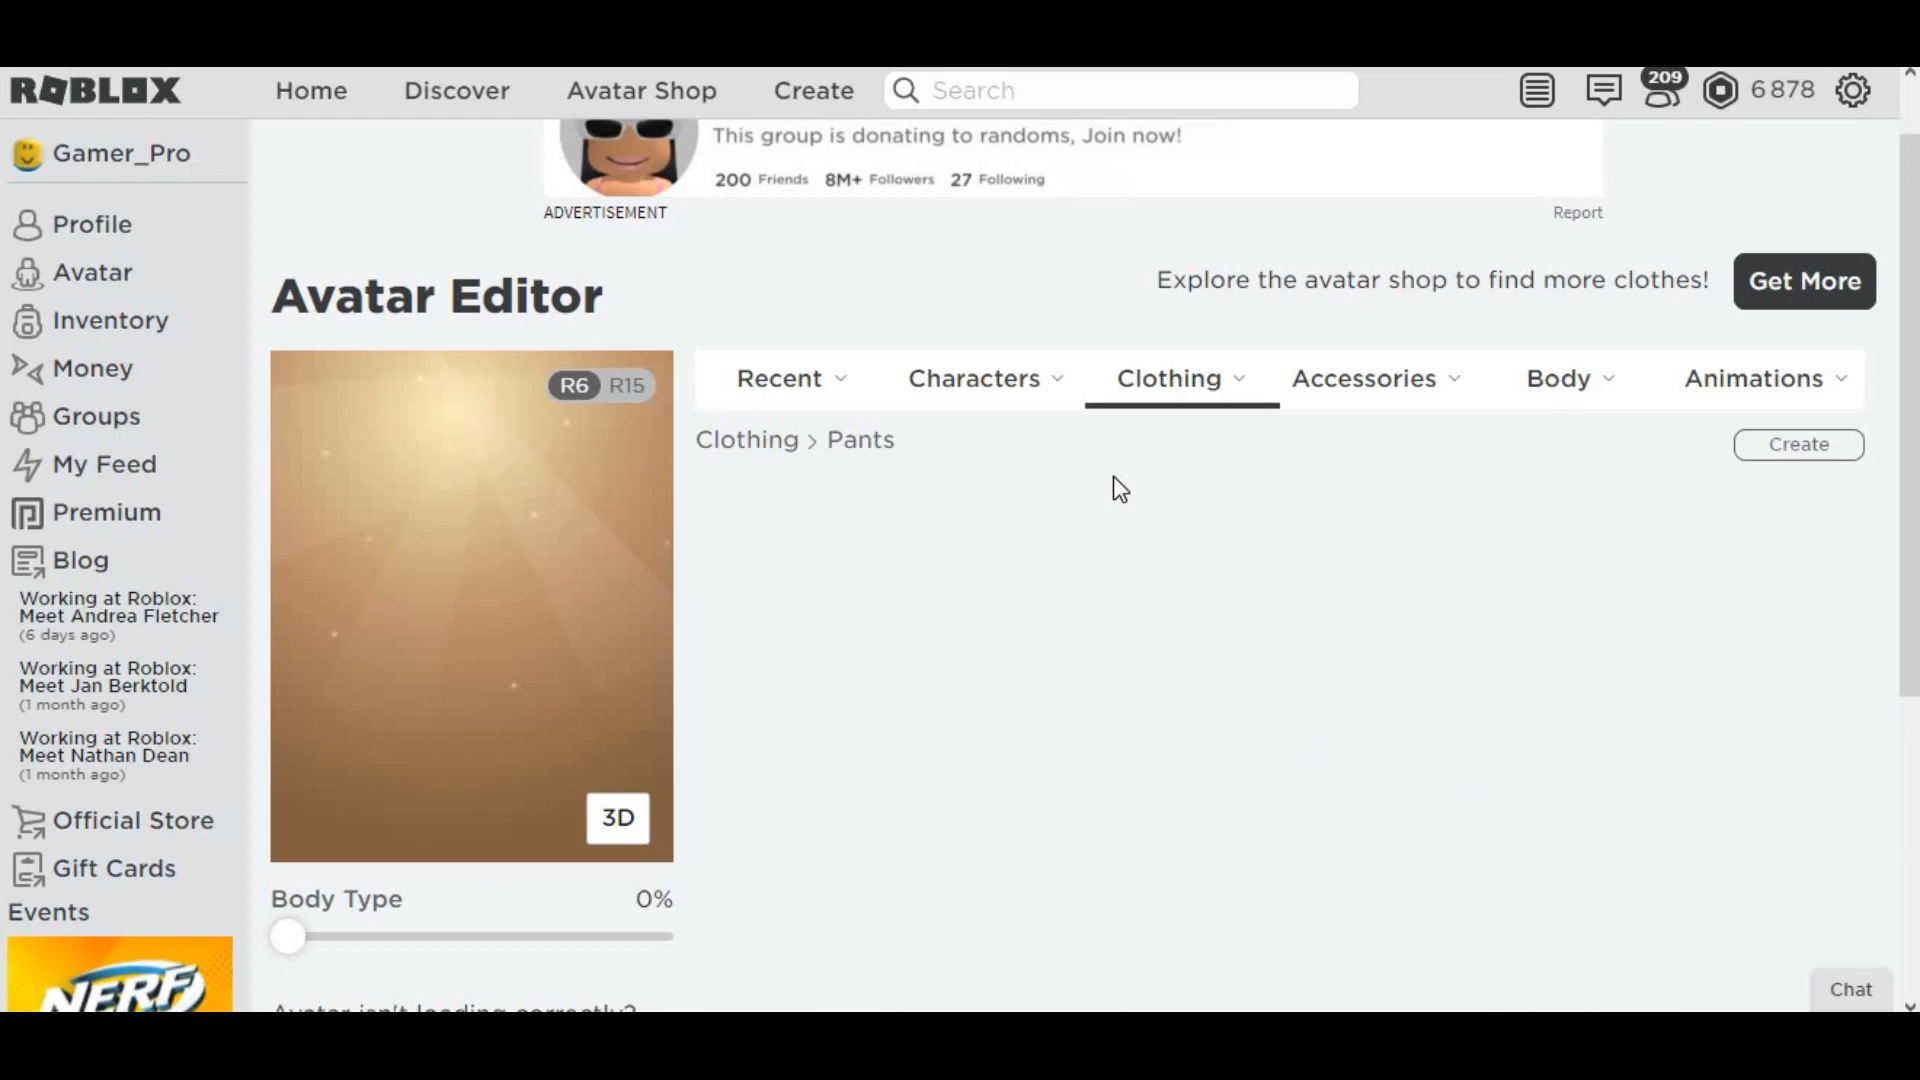 ROBLOX
Home
Discover
Avatar Shop
Create
Search
209
6 878
Gamer_Pro
This group is donating to randoms, Join now!
200 Friends 8M+ Followers 27 Following
ADVERTISEMENT
Report
Profile
Avatar
Inventory
Money
Groups
My Feed
Premium
Blog
Working at Roblox:
Meet Andrea Fletcher
(6 days ago)
Working at Roblox:
Meet Jan Berktold
(1 month ago)
Working at Roblox:
Meet Nathan Dean
(1 month ago)
Official Store
Gift Cards
Events
NERF
Avatar Editor
Explore the avatar shop to find more clothes!
Get More
R6 R15
3D
Recent
Characters
Clothing
Accessories
Body
Animations
Clothing > Pants
Create
Body Type 0%
Avatar isn't loading correctly?
Chat